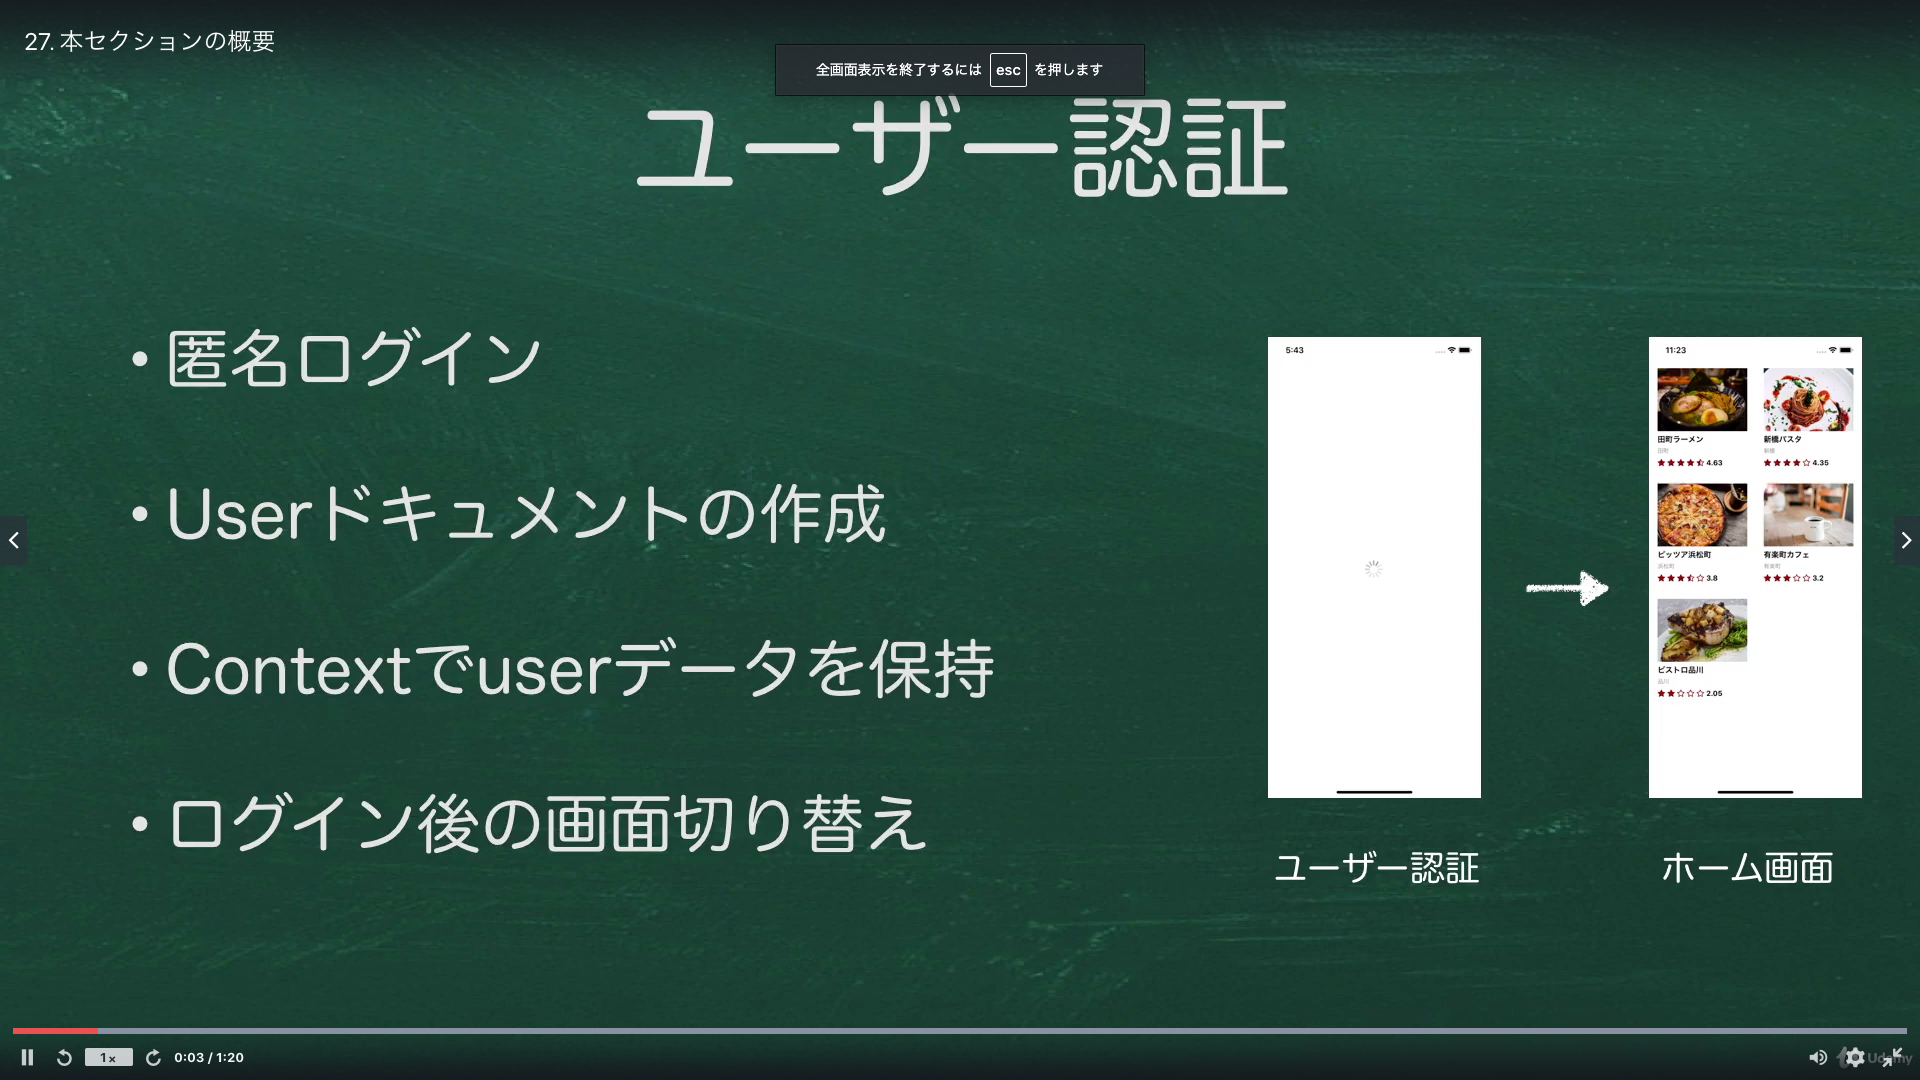 27. 本セクションの概要
全画面表示を終了するには esc を押します
ユーザー認証
• 匿名ログイン
• Userドキュメントの作成
• Contextでuserデータを保持
• ログイン後の画面切り替え
5:43
11:23
田町ラーメン
田町
4.63
新橋パスタ
新橋
4.35
ピッツア浜松町
浜松町
3.8
有楽町カフェ
有楽町
3.2
ビストロ品川
品川
2.05
ユーザー認証
ホーム画面
1x
0:03 / 1:20
Udemy